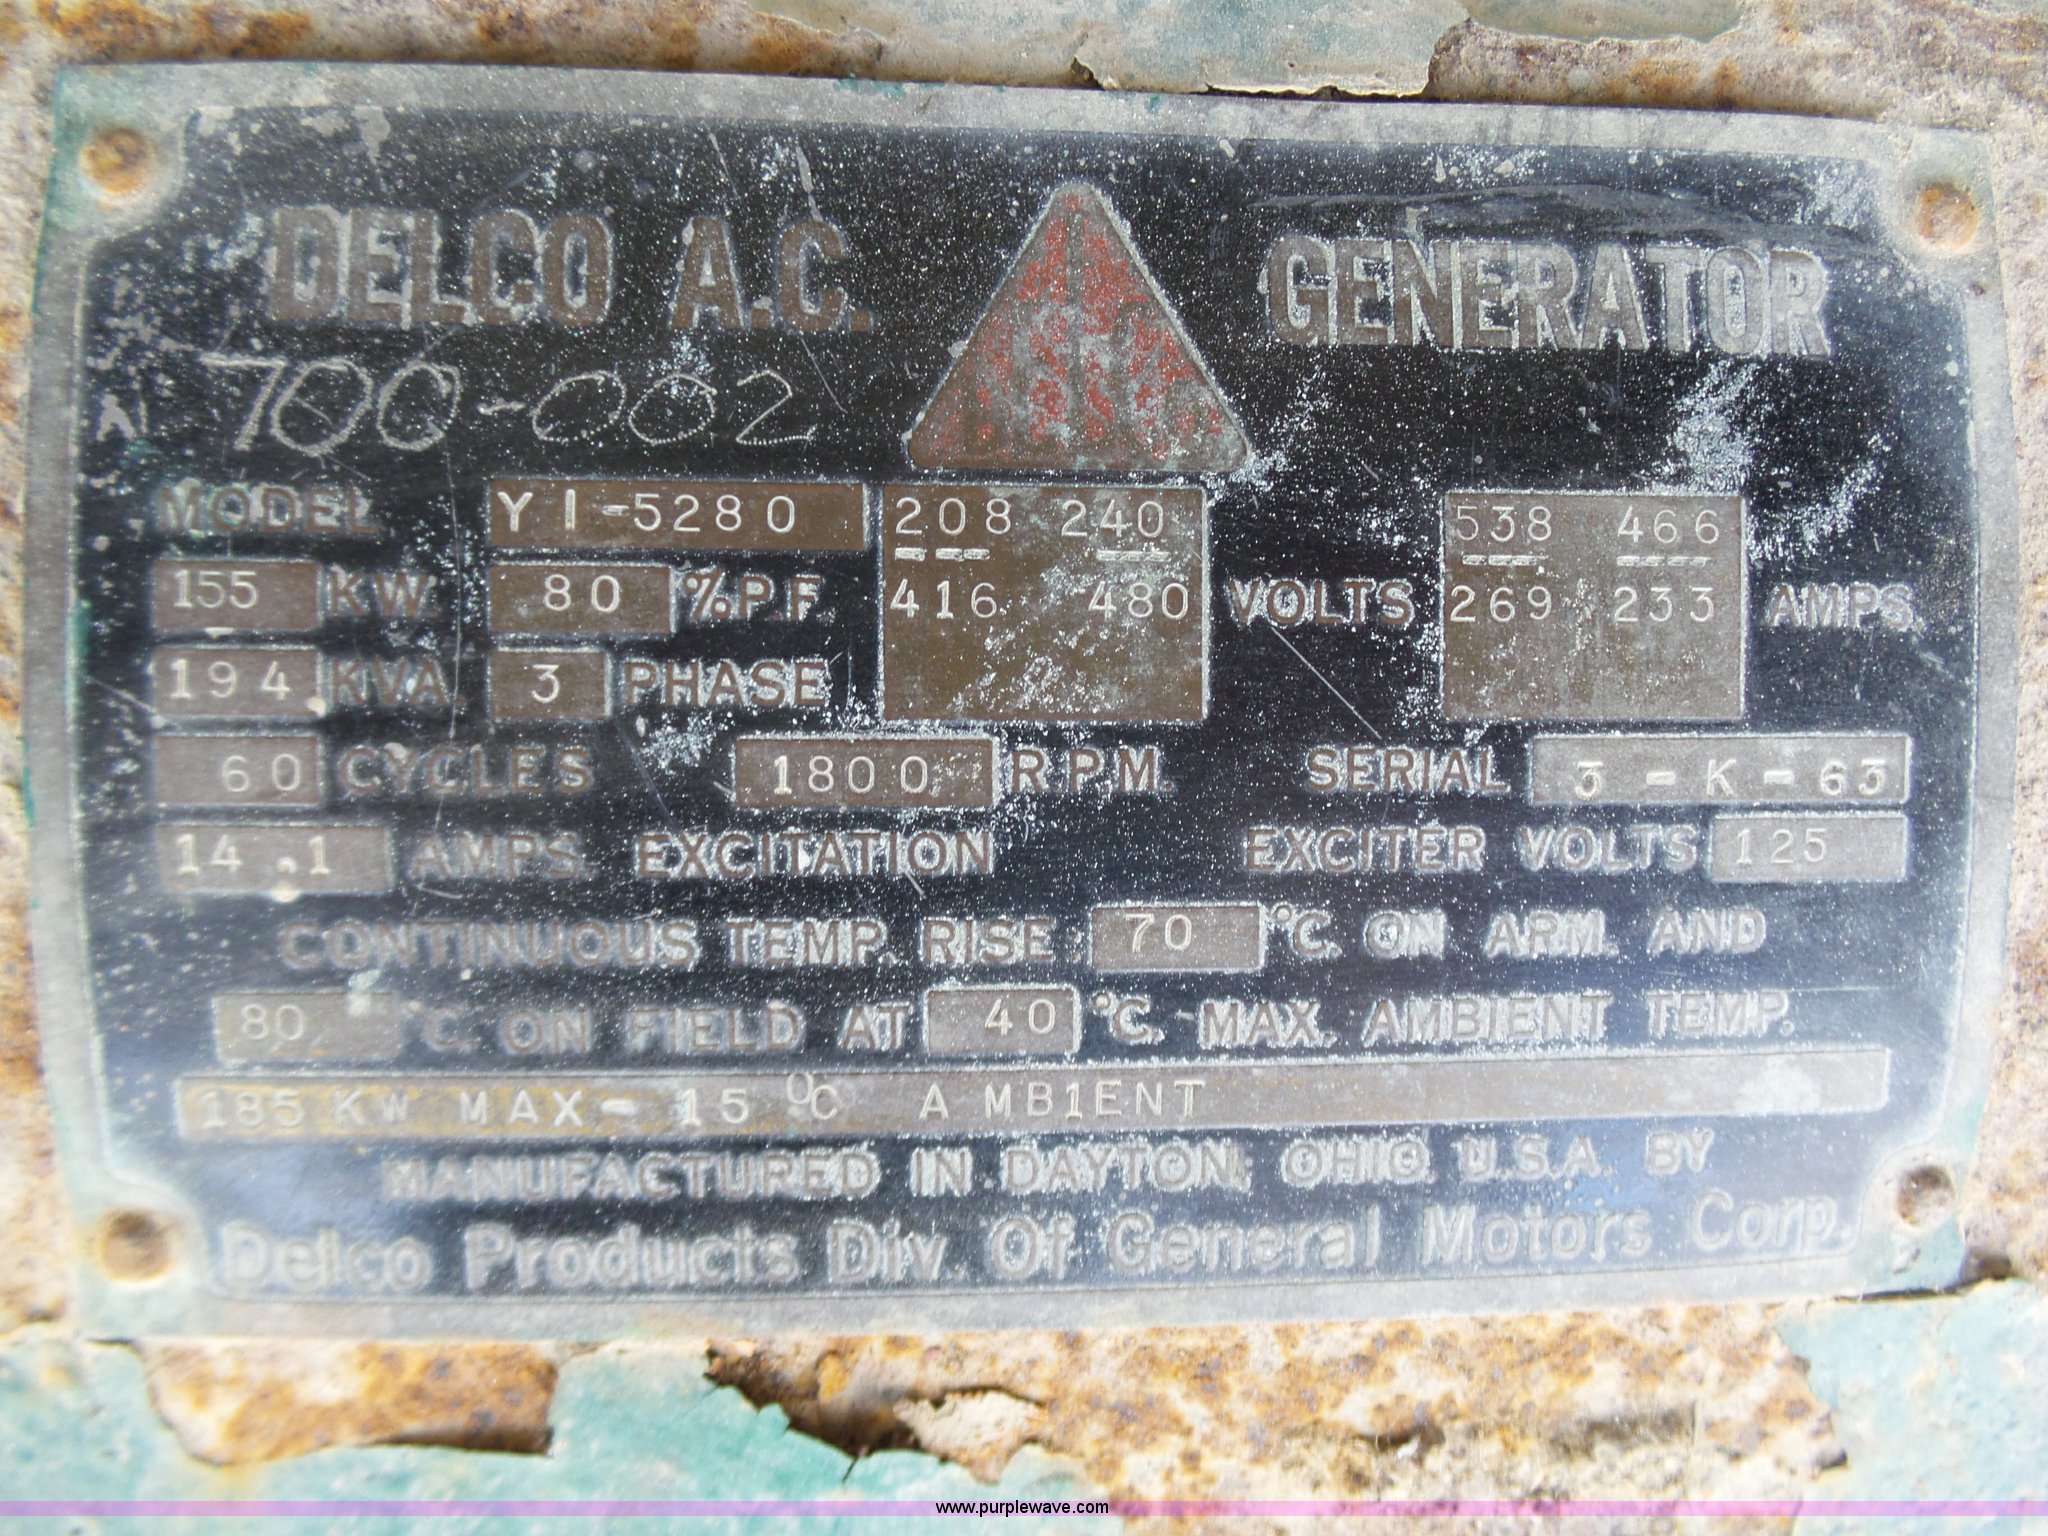 DELCO A.C. GENERATOR
700-002
MODEL YI-5280 208 240 538 466
155 KW. 80 % P.F. 416 480 VOLTS 269 233 AMPS.
194 KVA 3 PHASE
60 CYCLES 1800 R.P.M. SERIAL 3-K-63
14.1 AMPS. EXCITATION EXCITER VOLTS 125
CONTINUOUS TEMP. RISE: 70 °C. ON ARM. AND
80 °C. ON FIELD AT 40 °C. MAX. AMBIENT TEMP.
185 KW MAX - 15 °C AMB1ENT
MANUFACTURED IN DAYTON, OHIO. U.S.A. BY
Delco Products Div. Of General Motors Corp.
www.purplewave.com